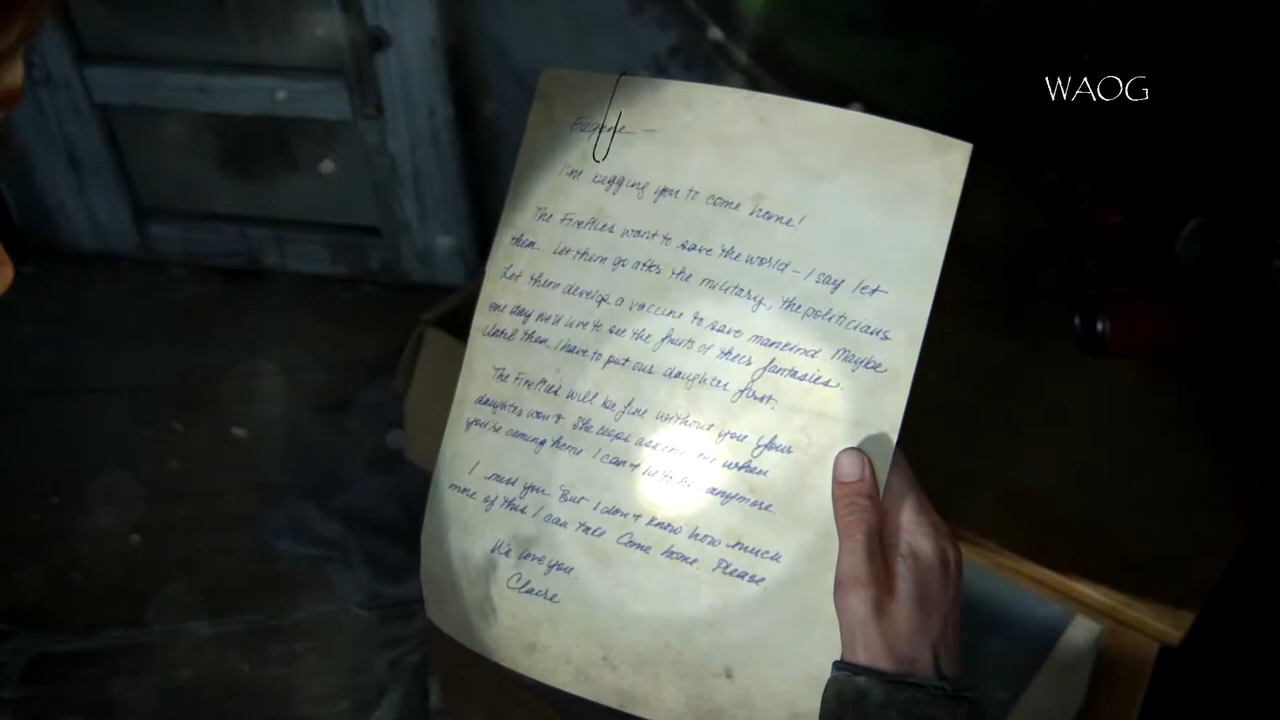 WAOG
Eugene —
I'm begging you to come home!
The Fireflies want to save the world – I say let
them. Let them go after the military, the politicians
Let them develop a vaccine to save mankind. Maybe
one day we'll live to see the fruits of their fantasies.
Until then, I have to put our daughter first.
The Fireflies will be fine without you. Your
daughter won't. She keeps asking me when
you're coming home. I can't lie to her anymore.
I miss you. But I don't know how much
more of this I can take. Come home. Please.
We love you.
Claire